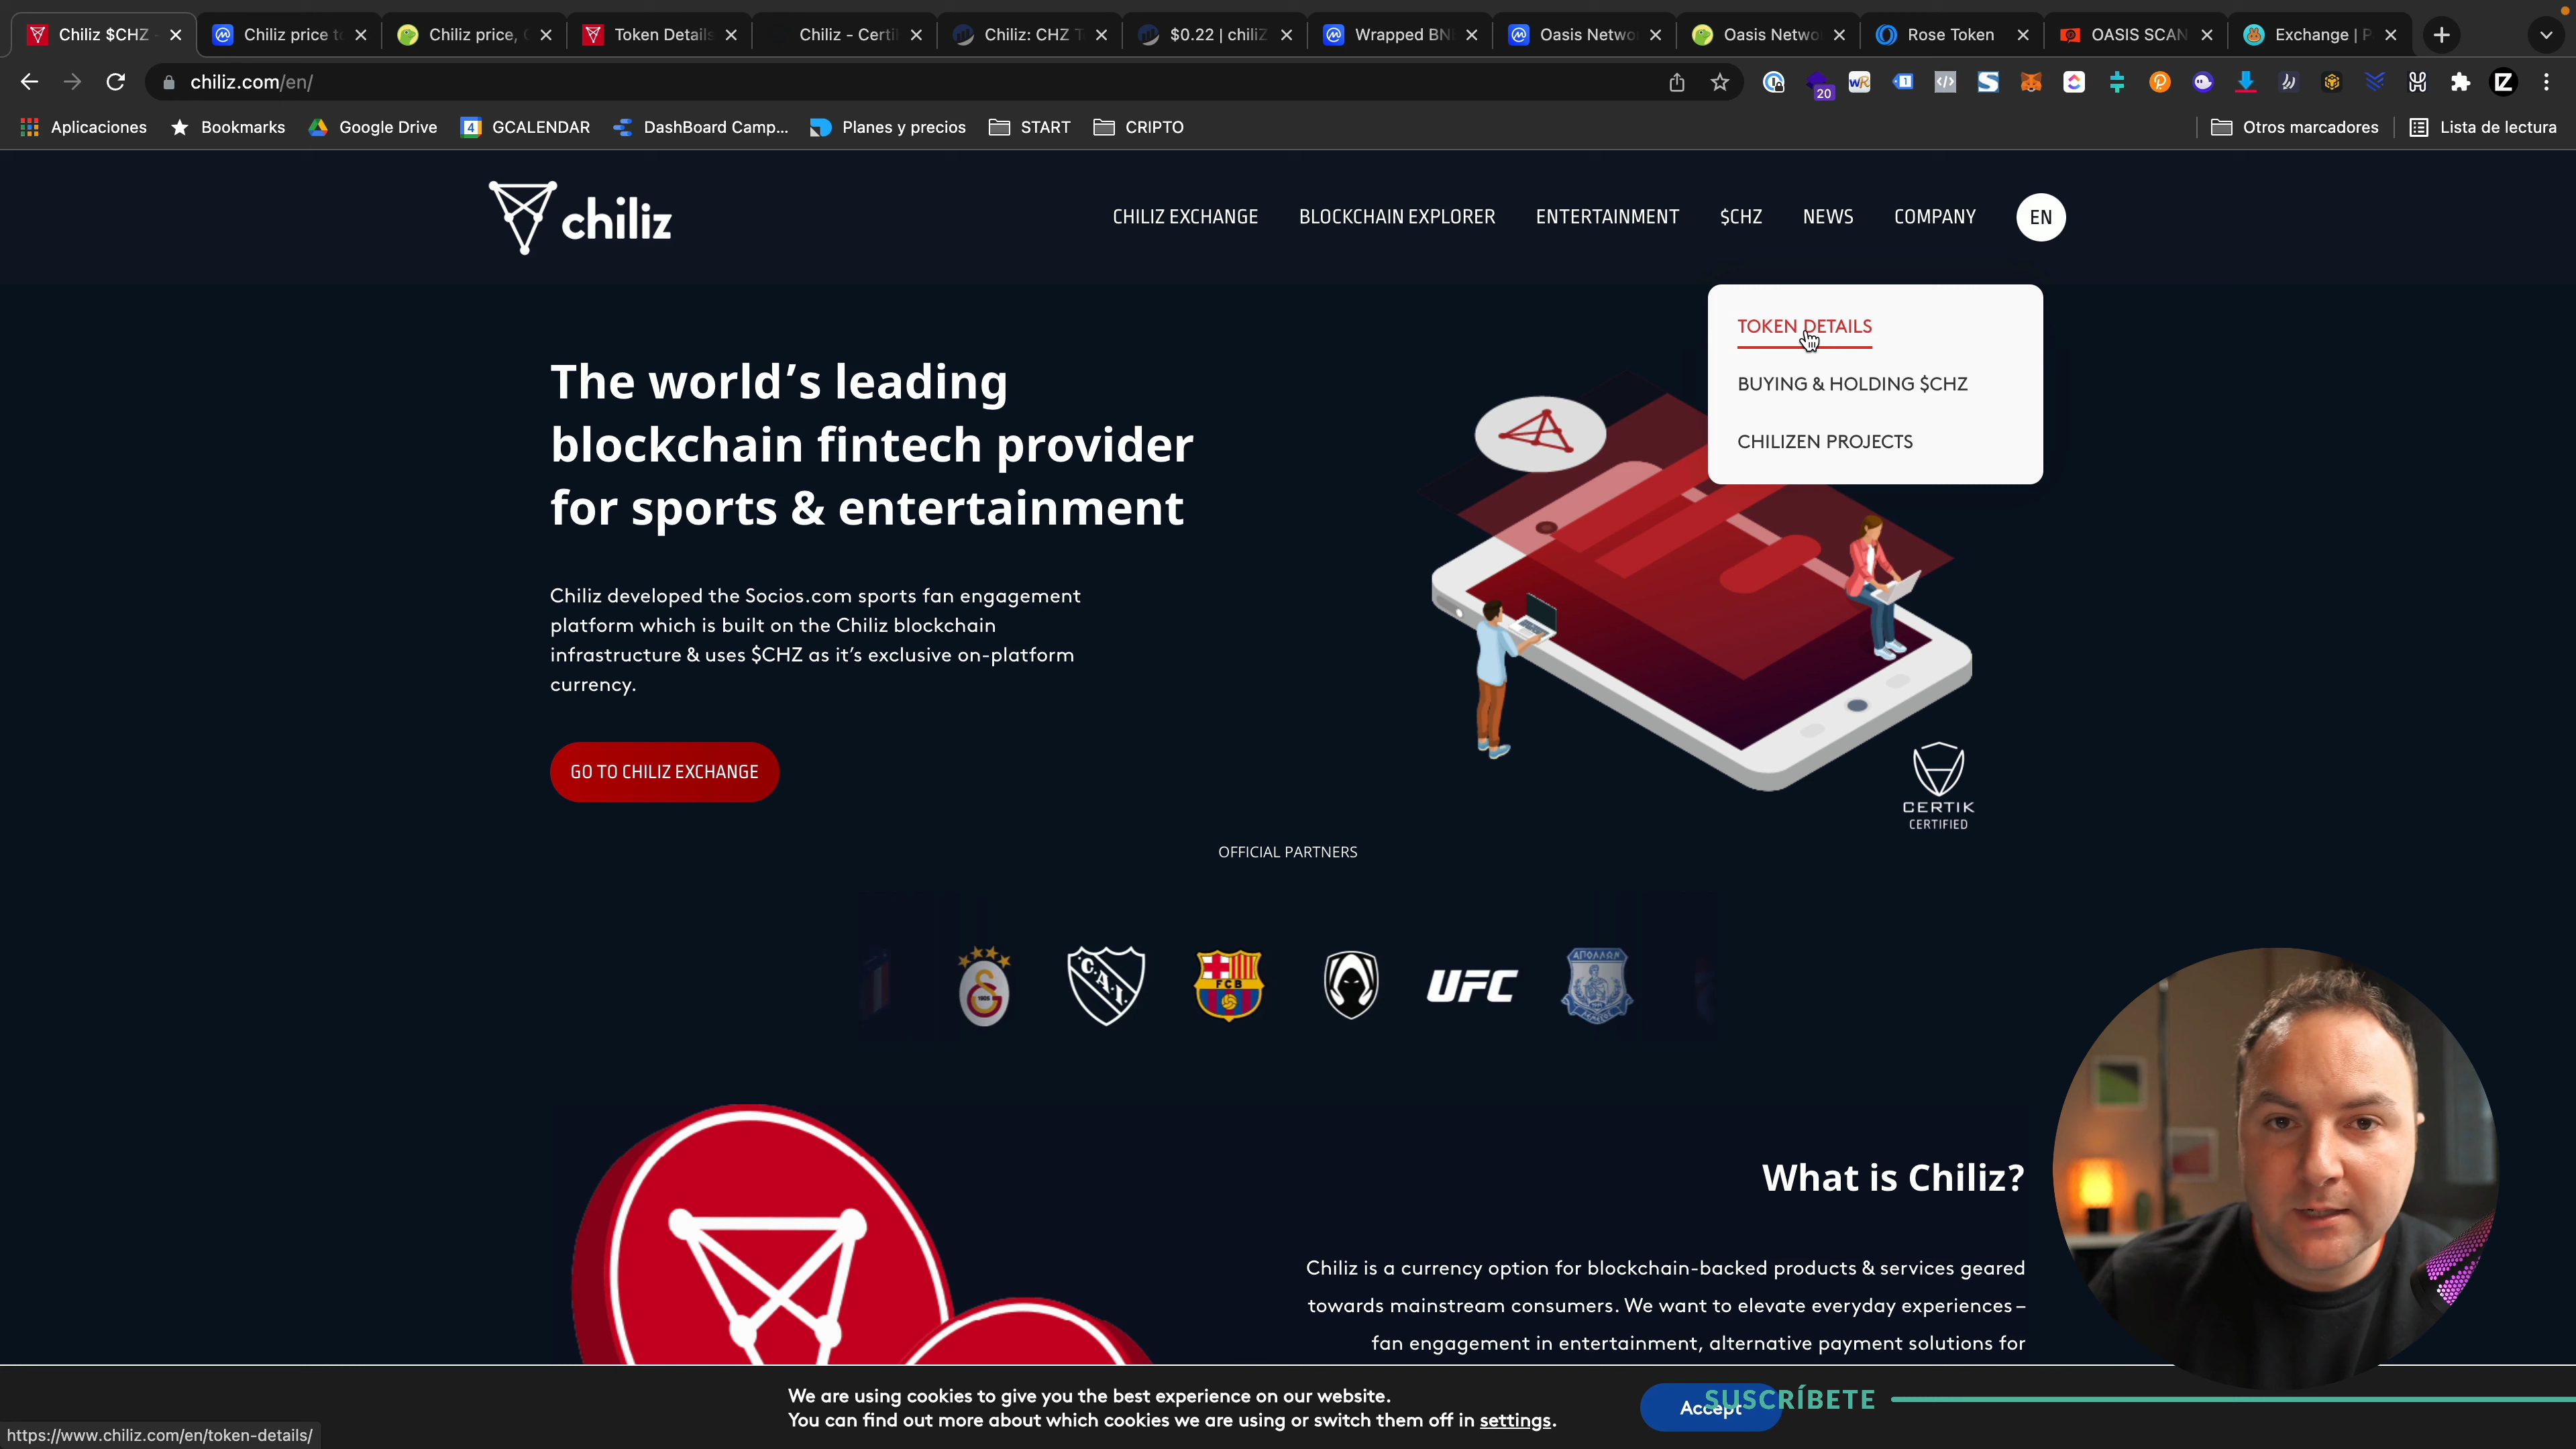 Chiliz $CHZ -
Chiliz price to
Chiliz price, 
Token Details
Chiliz - Certi
Chiliz: CHZ T
$0.22 | chiliZ
Wrapped BN
Oasis Netwo
Oasis Netwo
Rose Token
OASIS SCAN
Exchange | P
chiliz.com/en/
20
1
Aplicaciones
Bookmarks
Google Drive
4
GCALENDAR
DashBoard Camp...
Planes y precios
START
CRIPTO
Otros marcadores
Lista de lectura
chiliz
CHILIZ EXCHANGE
BLOCKCHAIN EXPLORER
ENTERTAINMENT
$CHZ
NEWS
COMPANY
EN
TOKEN DETAILS
BUYING & HOLDING $CHZ
CHILIZEN PROJECTS
The world’s leading
blockchain fintech provider
for sports & entertainment
Chiliz developed the Socios.com sports fan engagement
platform which is built on the Chiliz blockchain
infrastructure & uses $CHZ as it’s exclusive on-platform
currency.
GO TO CHILIZ EXCHANGE
CERTIK
CERTIFIED
OFFICIAL PARTNERS
1905
C.A.I.
FCB
UFC
ΑΠΟΛΛΩΝ
What is Chiliz?
Chiliz is a currency option for blockchain-backed products & services geared
towards mainstream consumers. We want to elevate everyday experiences –
fan engagement in entertainment, alternative payment solutions for
We are using cookies to give you the best experience on our website.
You can find out more about which cookies we are using or switch them off in settings.
Accept
SUSCRÍBETE
https://www.chiliz.com/en/token-details/